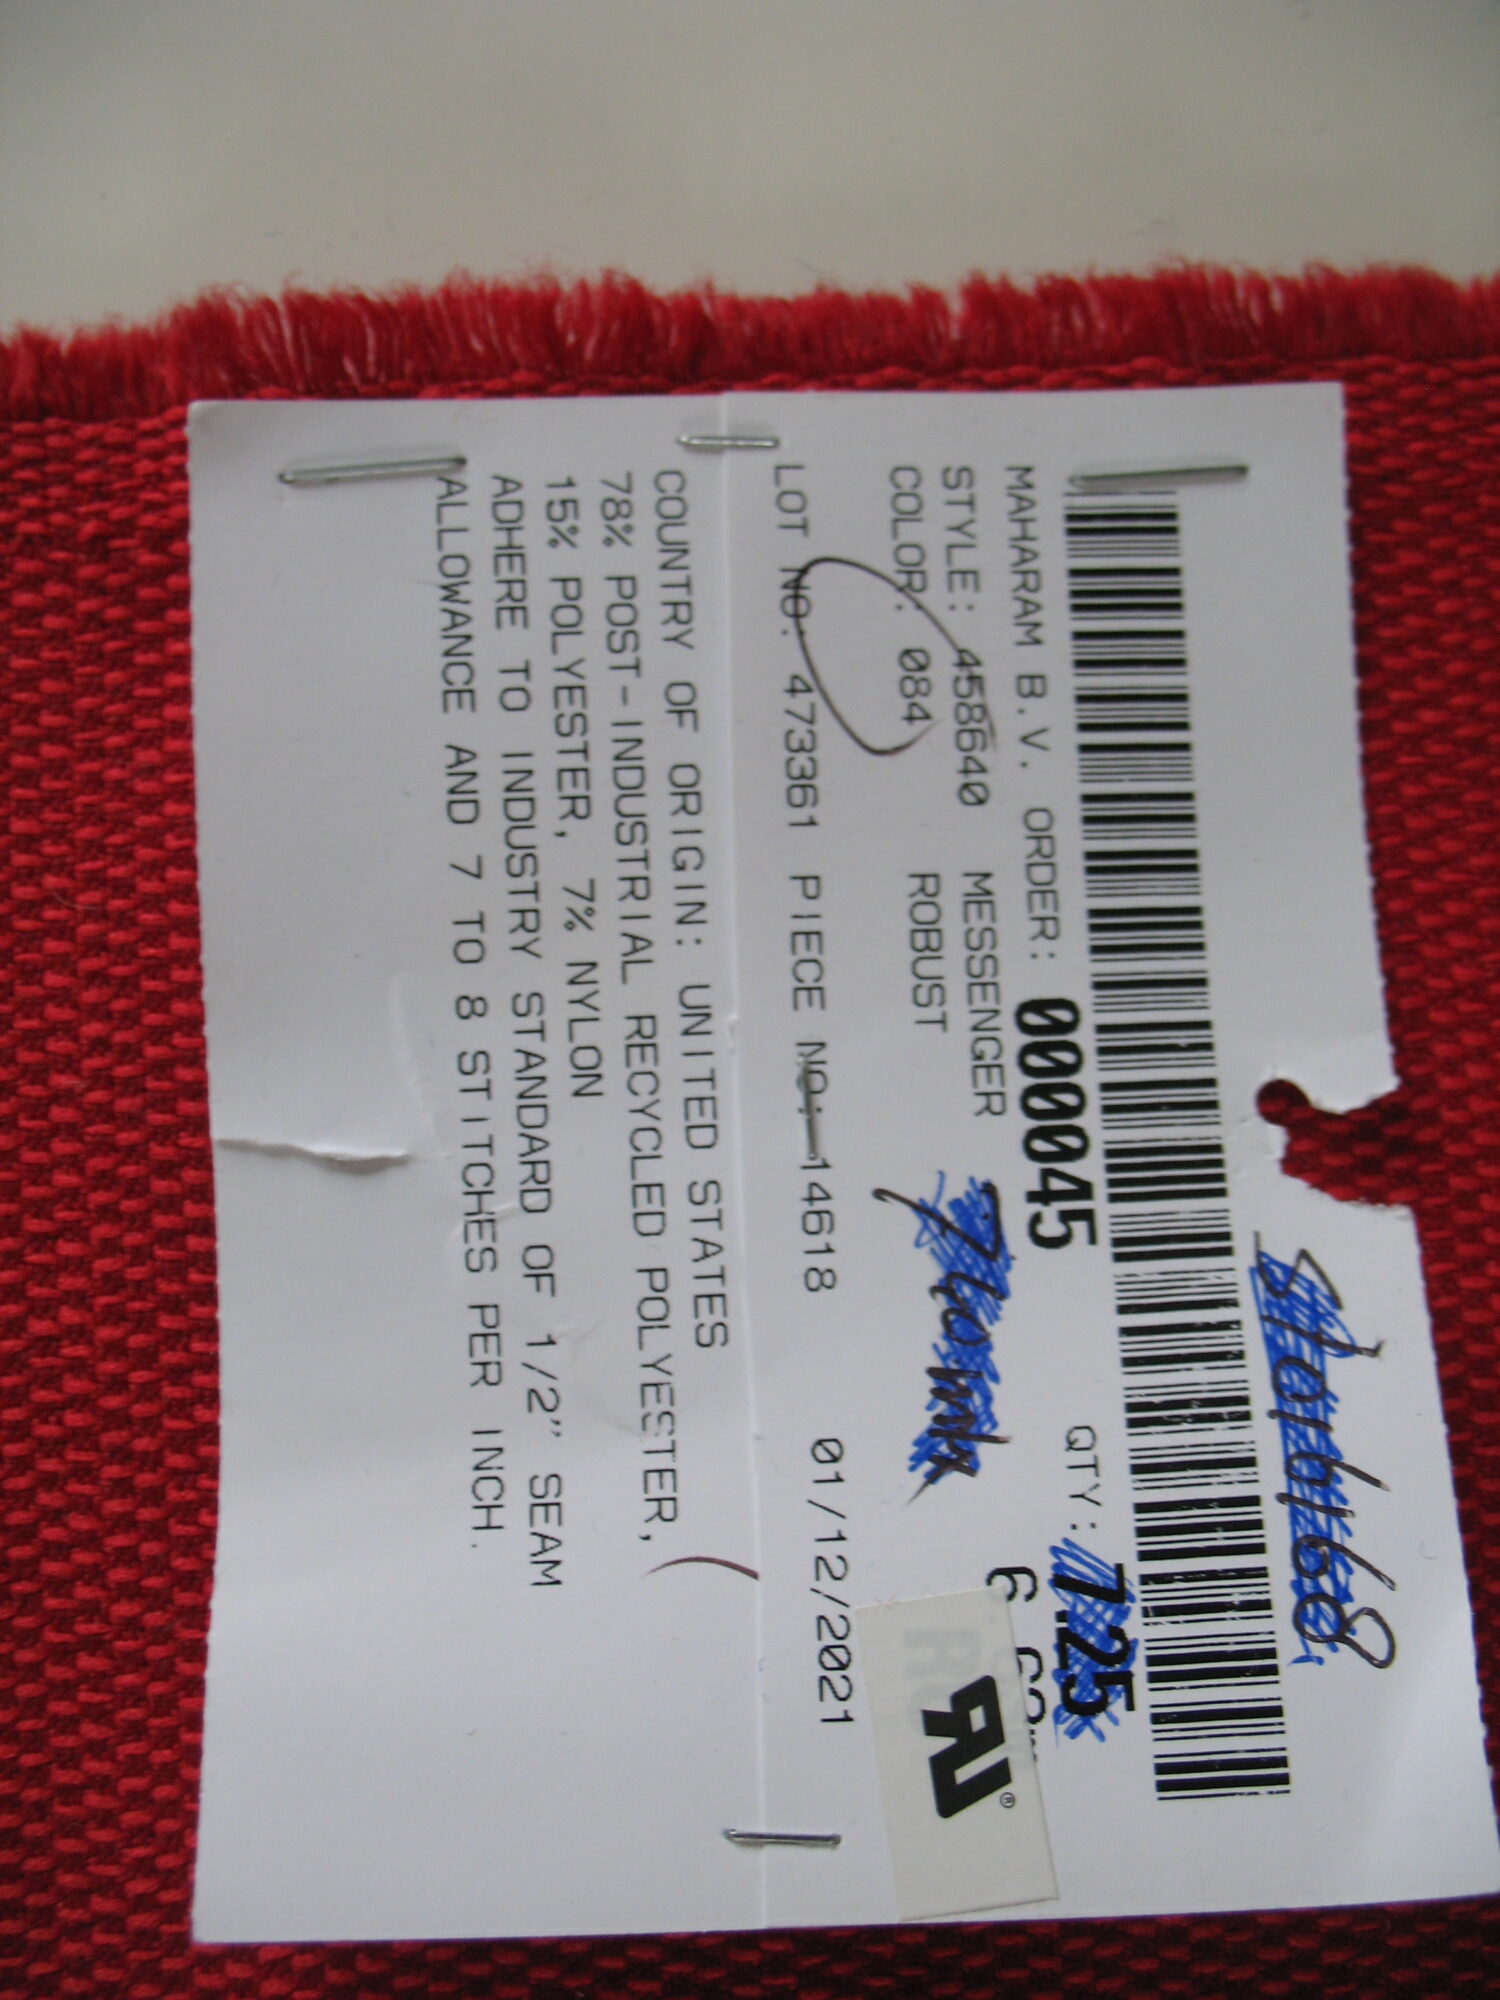 MAHARAM B.V. ORDER: 000045 QTY: 7.25
STYLE: 458640 MESSENGER
COLOR: 084 ROBUST
LOT NO: 473361 PIECE NO: 14618 01/12/2021
COUNTRY OF ORIGIN: UNITED STATES
78% POST-INDUSTRIAL RECYCLED POLYESTER,
15% POLYESTER, 7% NYLON
ADHERE TO INDUSTRY STANDARD OF 1/2" SEAM
ALLOWANCE AND 7 TO 8 STITCHES PER INCH.